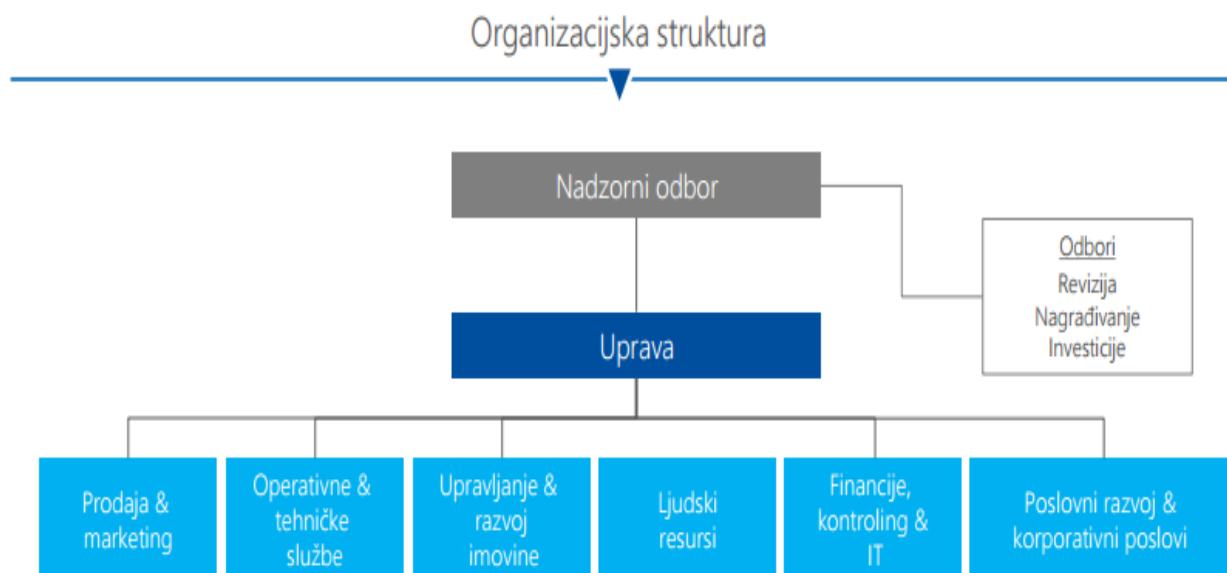 Organizacijska struktura
Nadzorni odbor
Odbori
Revizija
Nagrađivanje
Investicije
Uprava
Prodaja &
marketing
Operativne &
tehničke
službe
Upravljanje &
razvoj
imovine
Ljudski
resursi
Financije,
kontroling &
IT
Poslovni razvoj &
korporativni poslovi